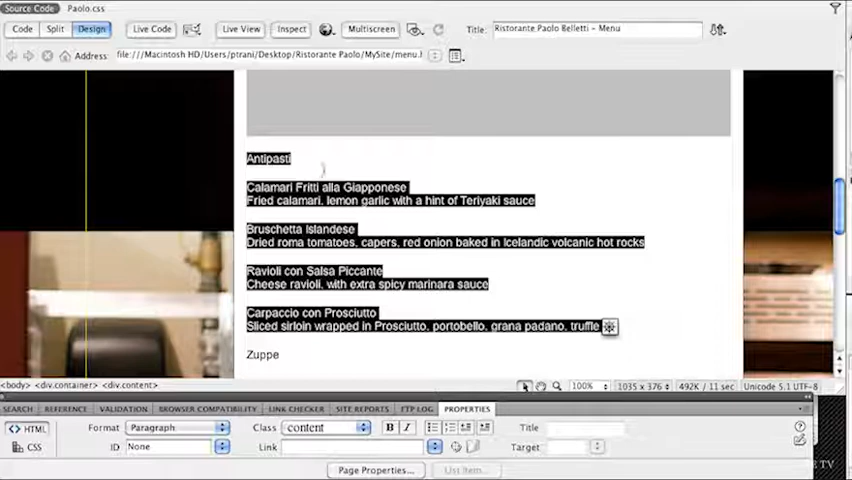 Source Code Paolo.css
Code Split Design Live Code Live View Inspect Multiscreen Title: Ristorante Paolo Belletti - Menu
Address: file:///Macintosh HD/Users/ptrani/Desktop/Ristorante Paolo/MySite/menu.h
Antipasti
Calamari Fritti alla Giapponese
Fried calamari, lemon garlic with a hint of Teriyaki sauce
Bruschetta Islandese
Dried roma tomatoes, capers, red onion baked in Icelandic volcanic hot rocks
Ravioli con Salsa Piccante
Cheese ravioli, with extra spicy marinara sauce
Carpaccio con Prosciutto
Sliced sirloin wrapped in Prosciutto, portobello, grana padano, truffle
Zuppe
<body> <div.container> <div.content> 100% 1035 x 376 492K / 11 sec Unicode 5.1 UTF-8
SEARCH REFERENCE VALIDATION BROWSER COMPATIBILITY LINK CHECKER SITE REPORTS FTP LOG PROPERTIES
<> HTML Format Paragraph Class content B I Title
CSS ID None Link Target
Page Properties... List Item...